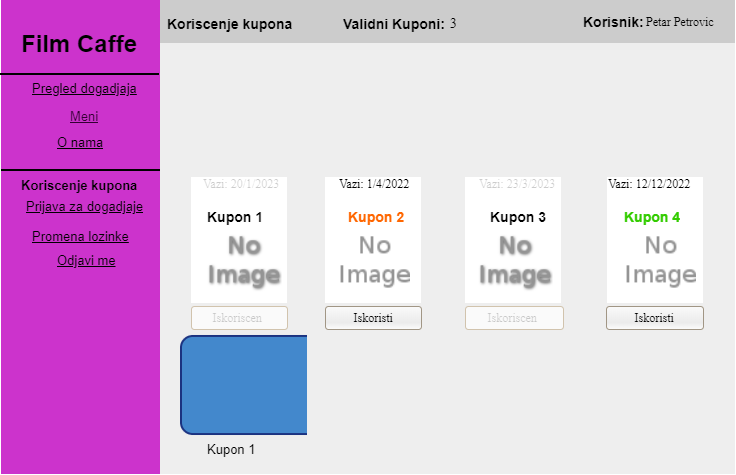 Film Caffe
Pregled dogadjaja
Meni
O nama
Koriscenje kupona
Prijava za dogadjaje
Promena lozinke
Odjavi me
Koriscenje kupona
Validni Kuponi: 3
Korisnik: Petar Petrovic
Vazi: 20/1/2023
Kupon 1
No
Image
Iskoriscen
Vazi: 1/4/2022
Kupon 2
No
Image
Iskoristi
Vazi: 23/3/2023
Kupon 3
No
Image
Iskoriscen
Vazi: 12/12/2022
Kupon 4
No
Image
Iskoristi
Kupon 1